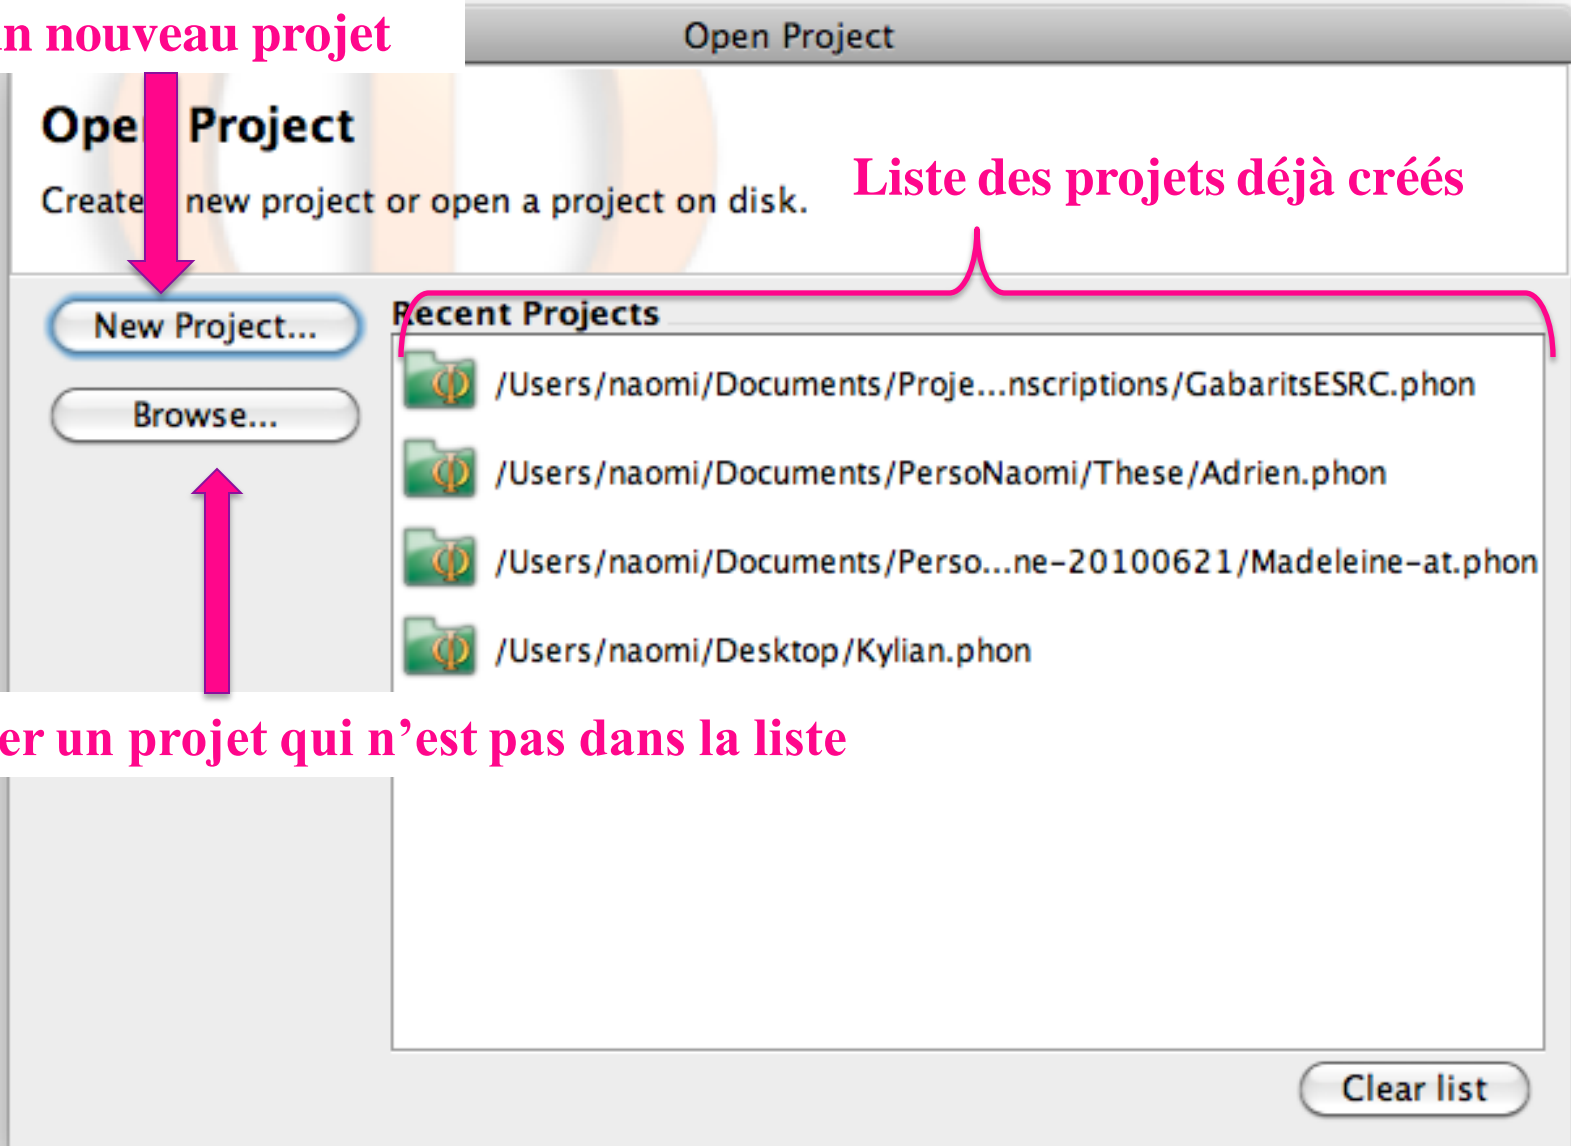 nouveau projet
Open Project
Project
Create new project or open a project on disk.
Liste des projets déjà créés
New Project...
Browse...
Recent Projects
/Users/naomi/Documents/Proje...nscriptions/GabaritsESRC.phon
/Users/naomi/Documents/PersoNaomi/These/Adrien.phon
/Users/naomi/Documents/Perso...ne-20100621/Madeleine-at.phon
/Users/naomi/Desktop/Kylian.phon
er un projet qui n’est pas dans la liste
Clear list